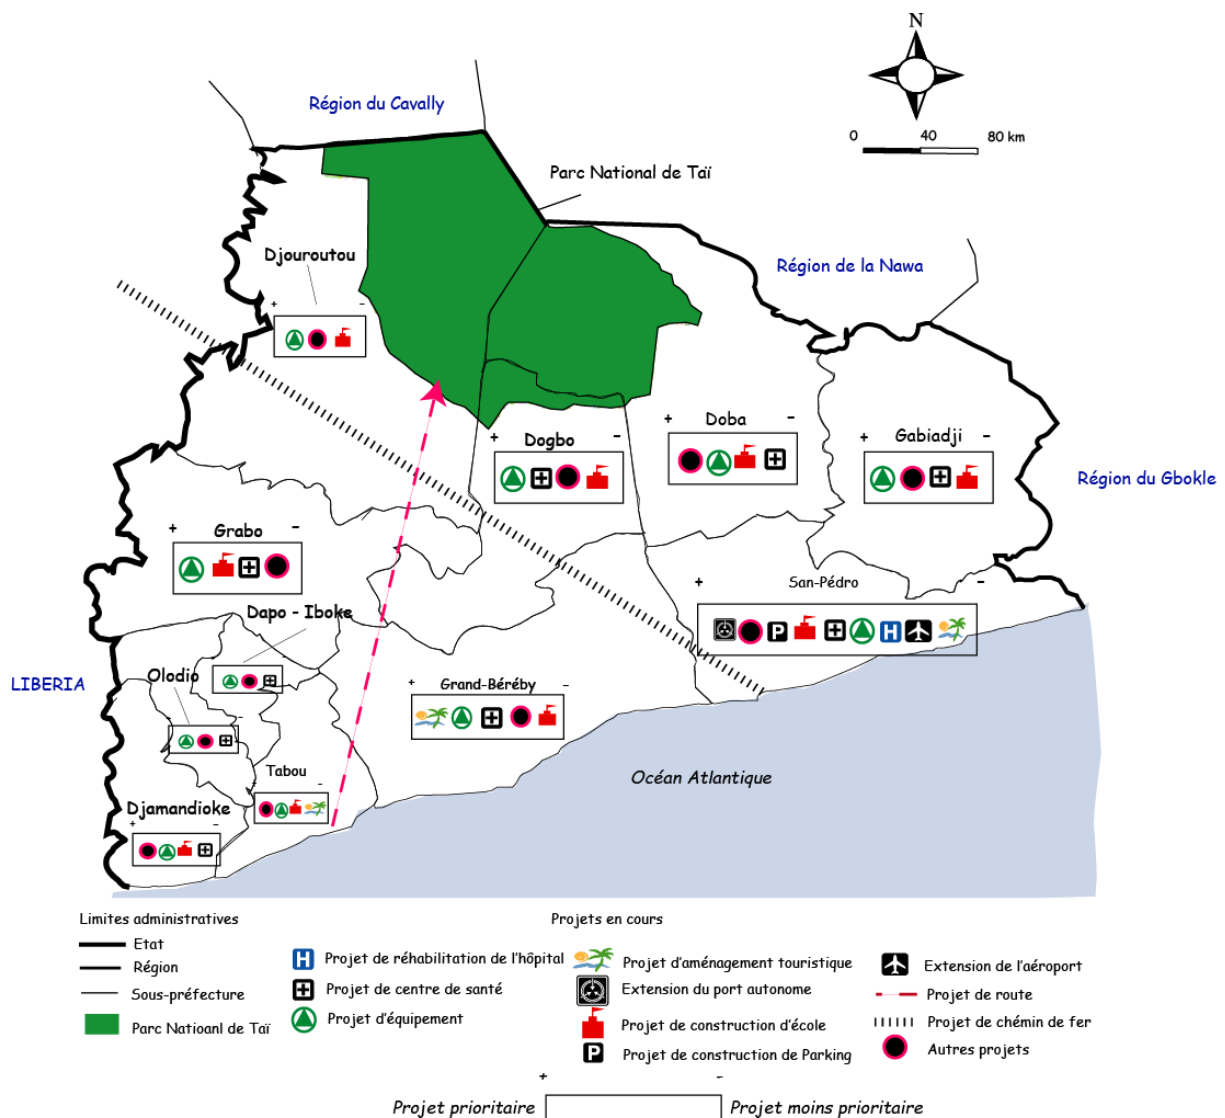 N
Région du Cavally
0 40 80 km
Parc National de Taï
Djouroutou
Région de la Nawa
+ -
+ Doba -
+ Dogbo -
+ Gabiadji -
Région du Gbokle
+ Grabo -
+ San-Pédro -
Dapo - Iboke
Olodio
LIBERIA
+ Grand-Béréby -
- -
Tabou
Océan Atlantique
-
Djamandioke
+ -
P
H
Limites administratives
Projets en cours
Etat
Région
Sous-préfecture
Parc Natioanl de Taï
H Projet de réhabilitation de l'hôpital
Projet de centre de santé
Projet d'équipement
Projet d'aménagement touristique
Extension du port autonome
Projet de construction d'école
P Projet de construction de Parking
Extension de l'aéroport
Projet de route
Projet de chémin de fer
Autres projets
+ -
Projet prioritaire Projet moins prioritaire